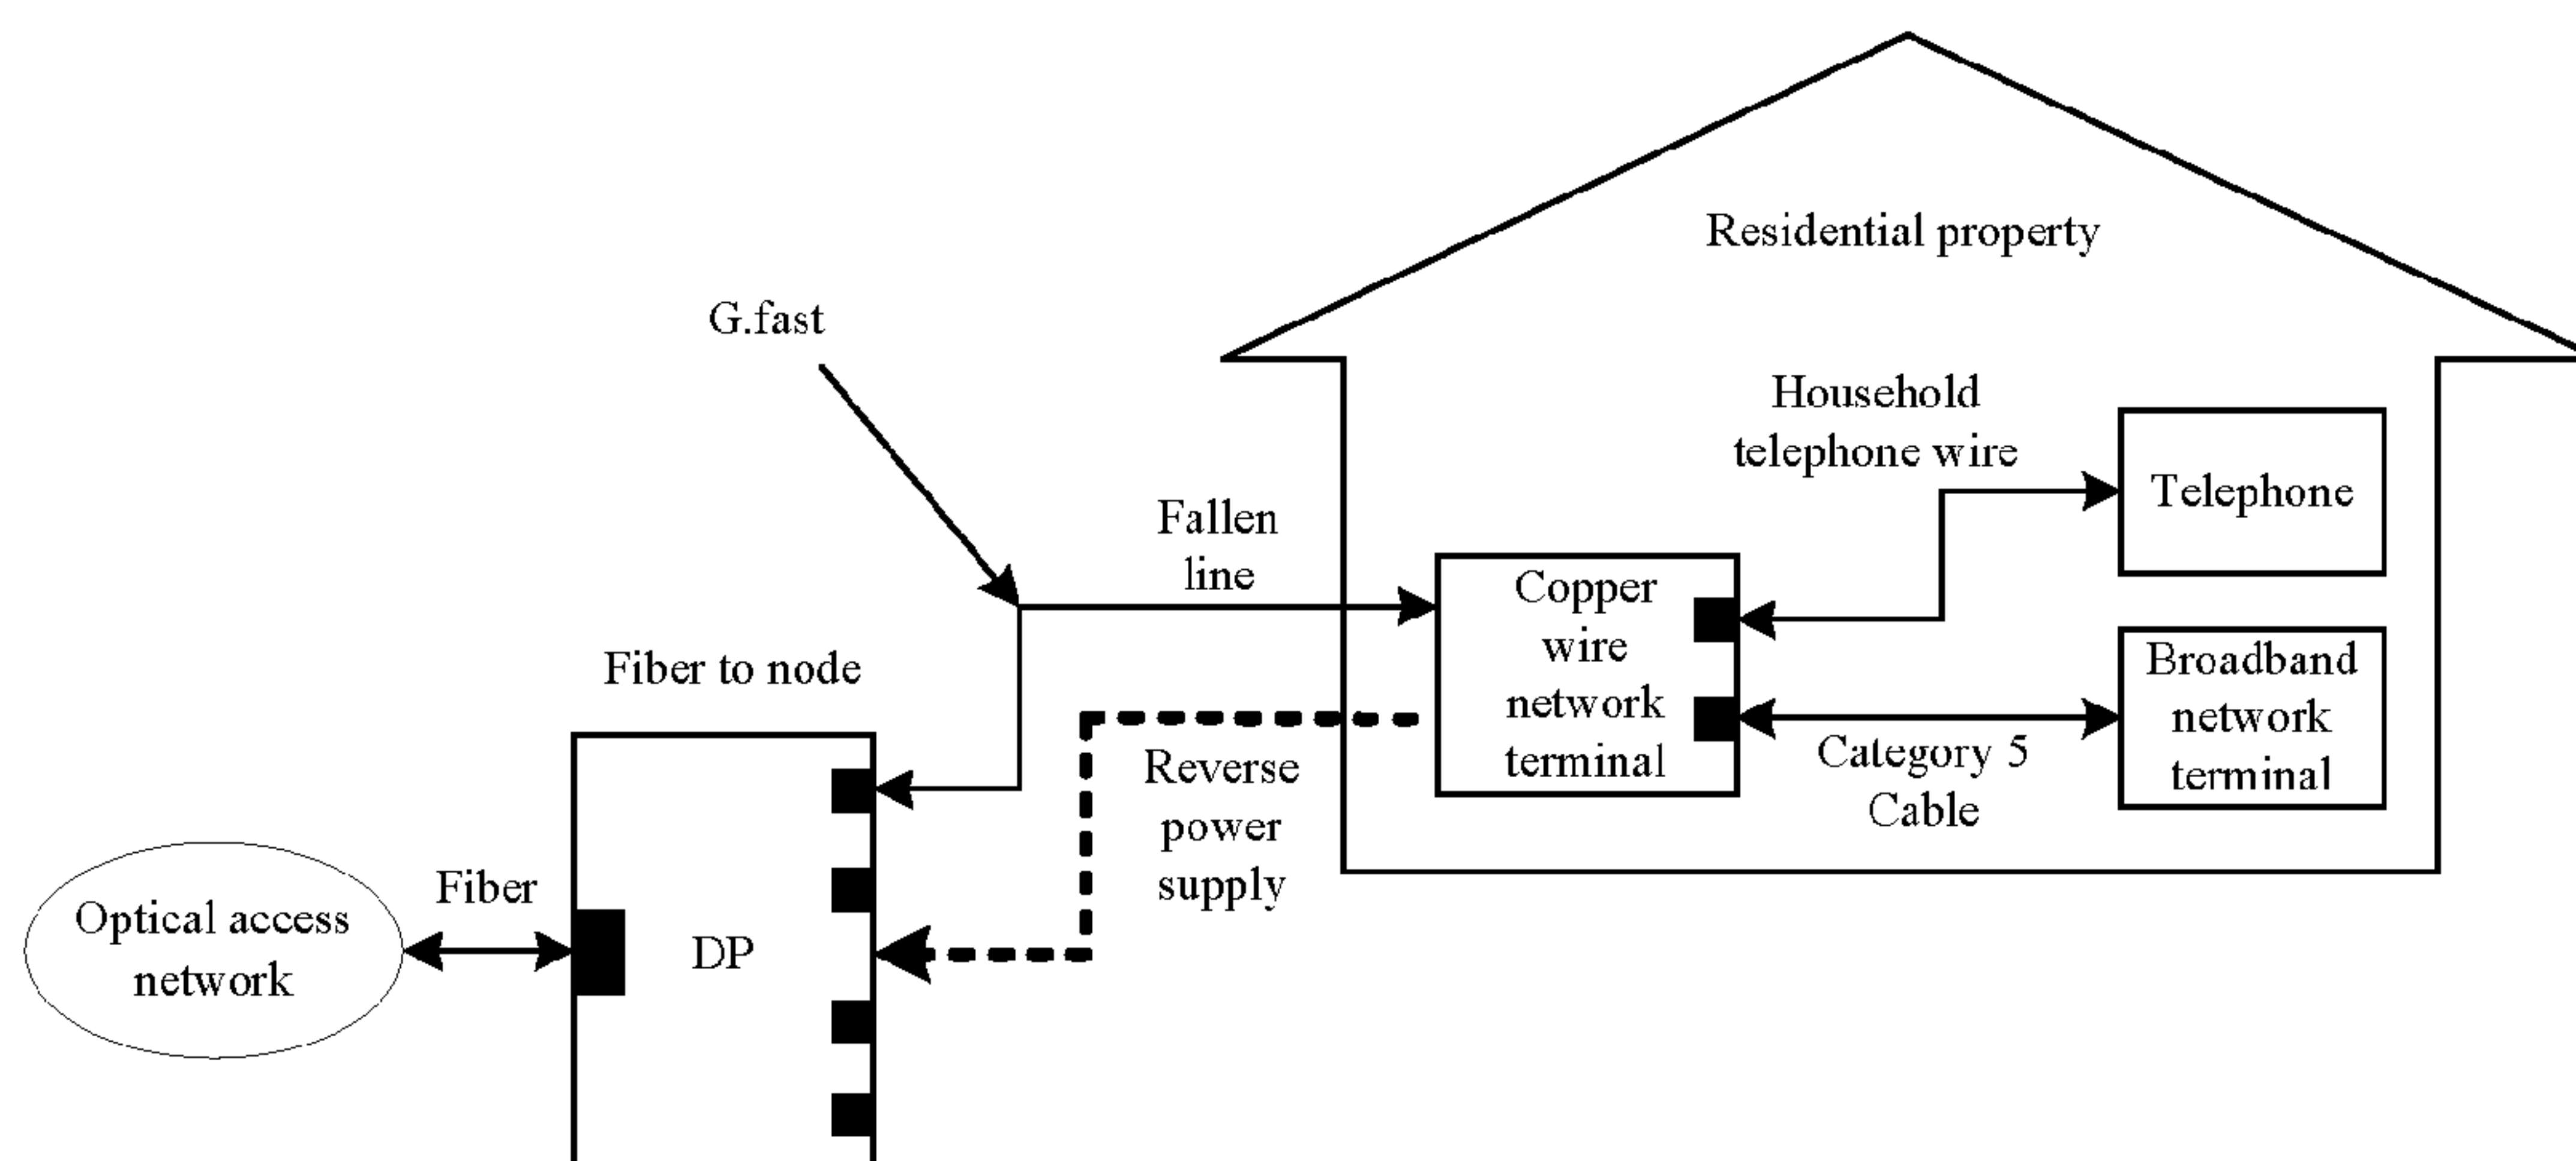 Residential property
G.fast
Household
telephone wire
Telephone
Fallen
line
Copper
wire
network
terminal
Broadband
network
terminal
Category 5
Cable
Fiber to node
Reverse
power
supply
Fiber
Optical access
network
DP